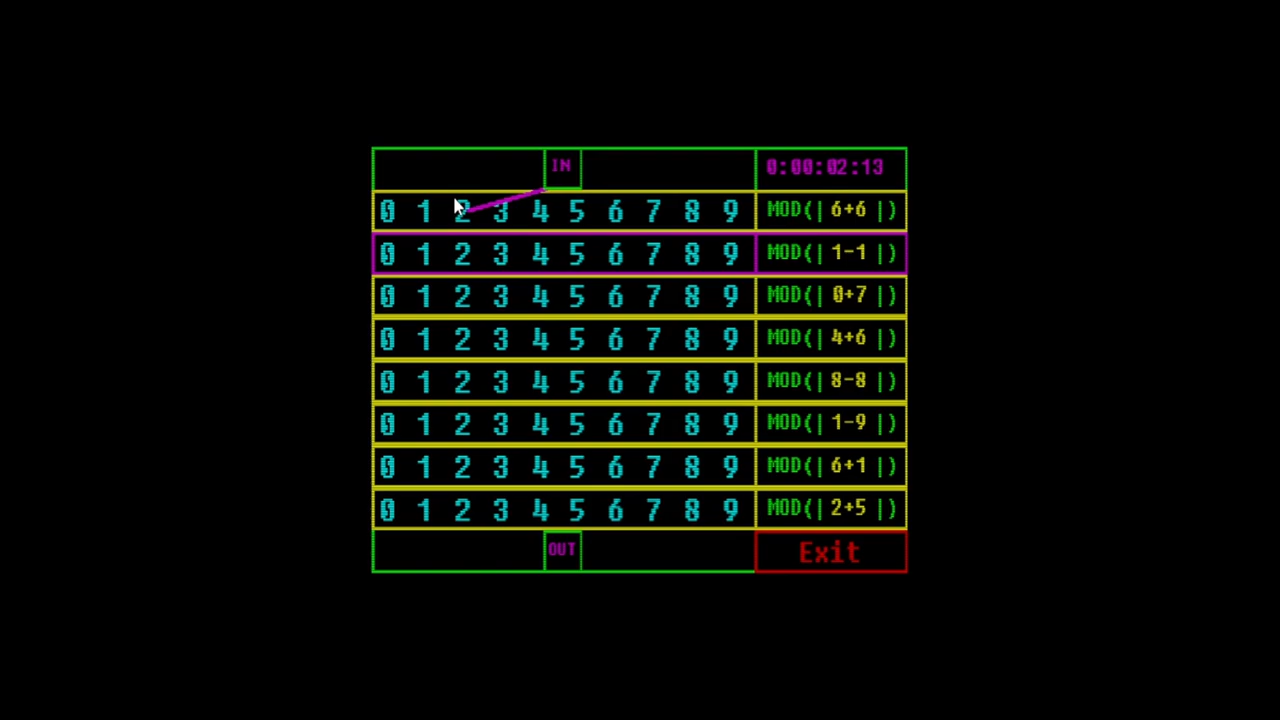 IN 0:00:02:13
0 1 2 3 4 5 6 7 8 9 MOD(| 6+6 |)
0 1 2 3 4 5 6 7 8 9 MOD(| 1-1 |)
0 1 2 3 4 5 6 7 8 9 MOD(| 0+7 |)
0 1 2 3 4 5 6 7 8 9 MOD(| 4+6 |)
0 1 2 3 4 5 6 7 8 9 MOD(| 8-8 |)
0 1 2 3 4 5 6 7 8 9 MOD(| 1-9 |)
0 1 2 3 4 5 6 7 8 9 MOD(| 6+1 |)
0 1 2 3 4 5 6 7 8 9 MOD(| 2+5 |)
OUT Exit